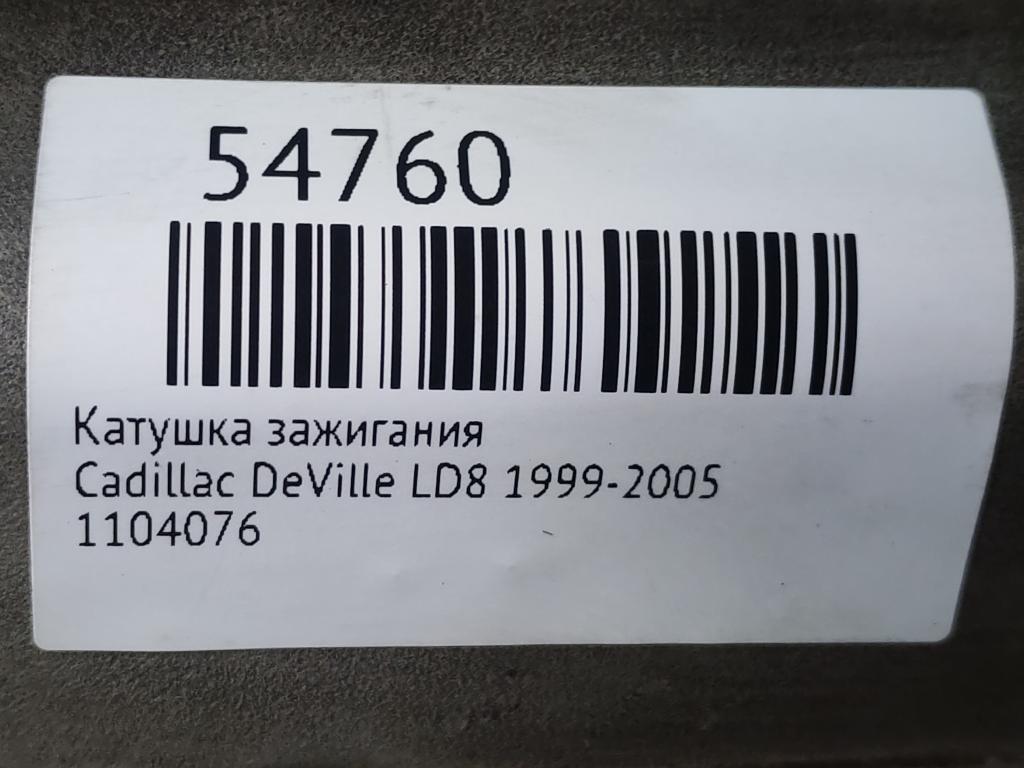 54760
Катушка зажигания
Cadillac DeVille LD8 1999-2005
1104076